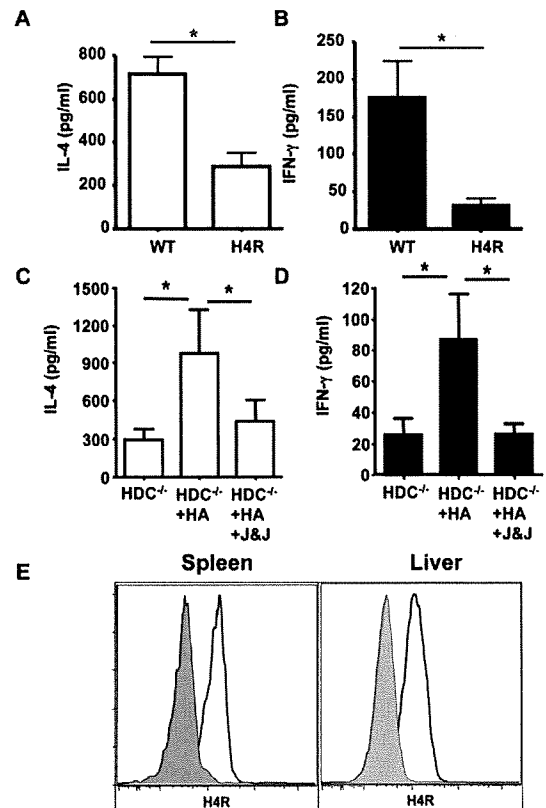 A
*
IL-4 (pg/ml)
800
600
400
200
0
WT
H4R
B
*
IFN-γ (pg/ml)
250
200
150
100
50
0
WT
H4R
C
*
*
IL-4 (pg/ml)
1500
1200
900
600
300
0
HDC-/-
HDC-/-
+HA
HDC-/-
+HA
+J&J
D
*
*
IFN-γ (pg/ml)
120
100
80
60
40
20
0
HDC-/-
HDC-/-
+HA
HDC-/-
+HA
+J&J
E
Spleen
Liver
H4R
H4R